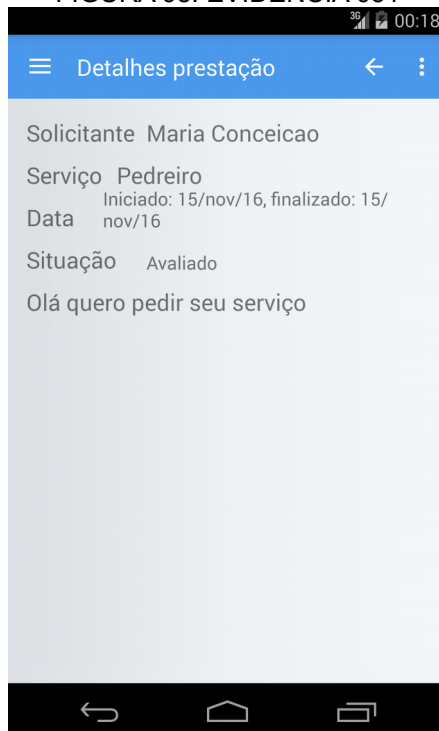 3G 00:18
Detalhes prestação
Solicitante Maria Conceicao
Serviço Pedreiro
Data Iniciado: 15/nov/16, finalizado: 15/
nov/16
Situação Avaliado
Olá quero pedir seu serviço